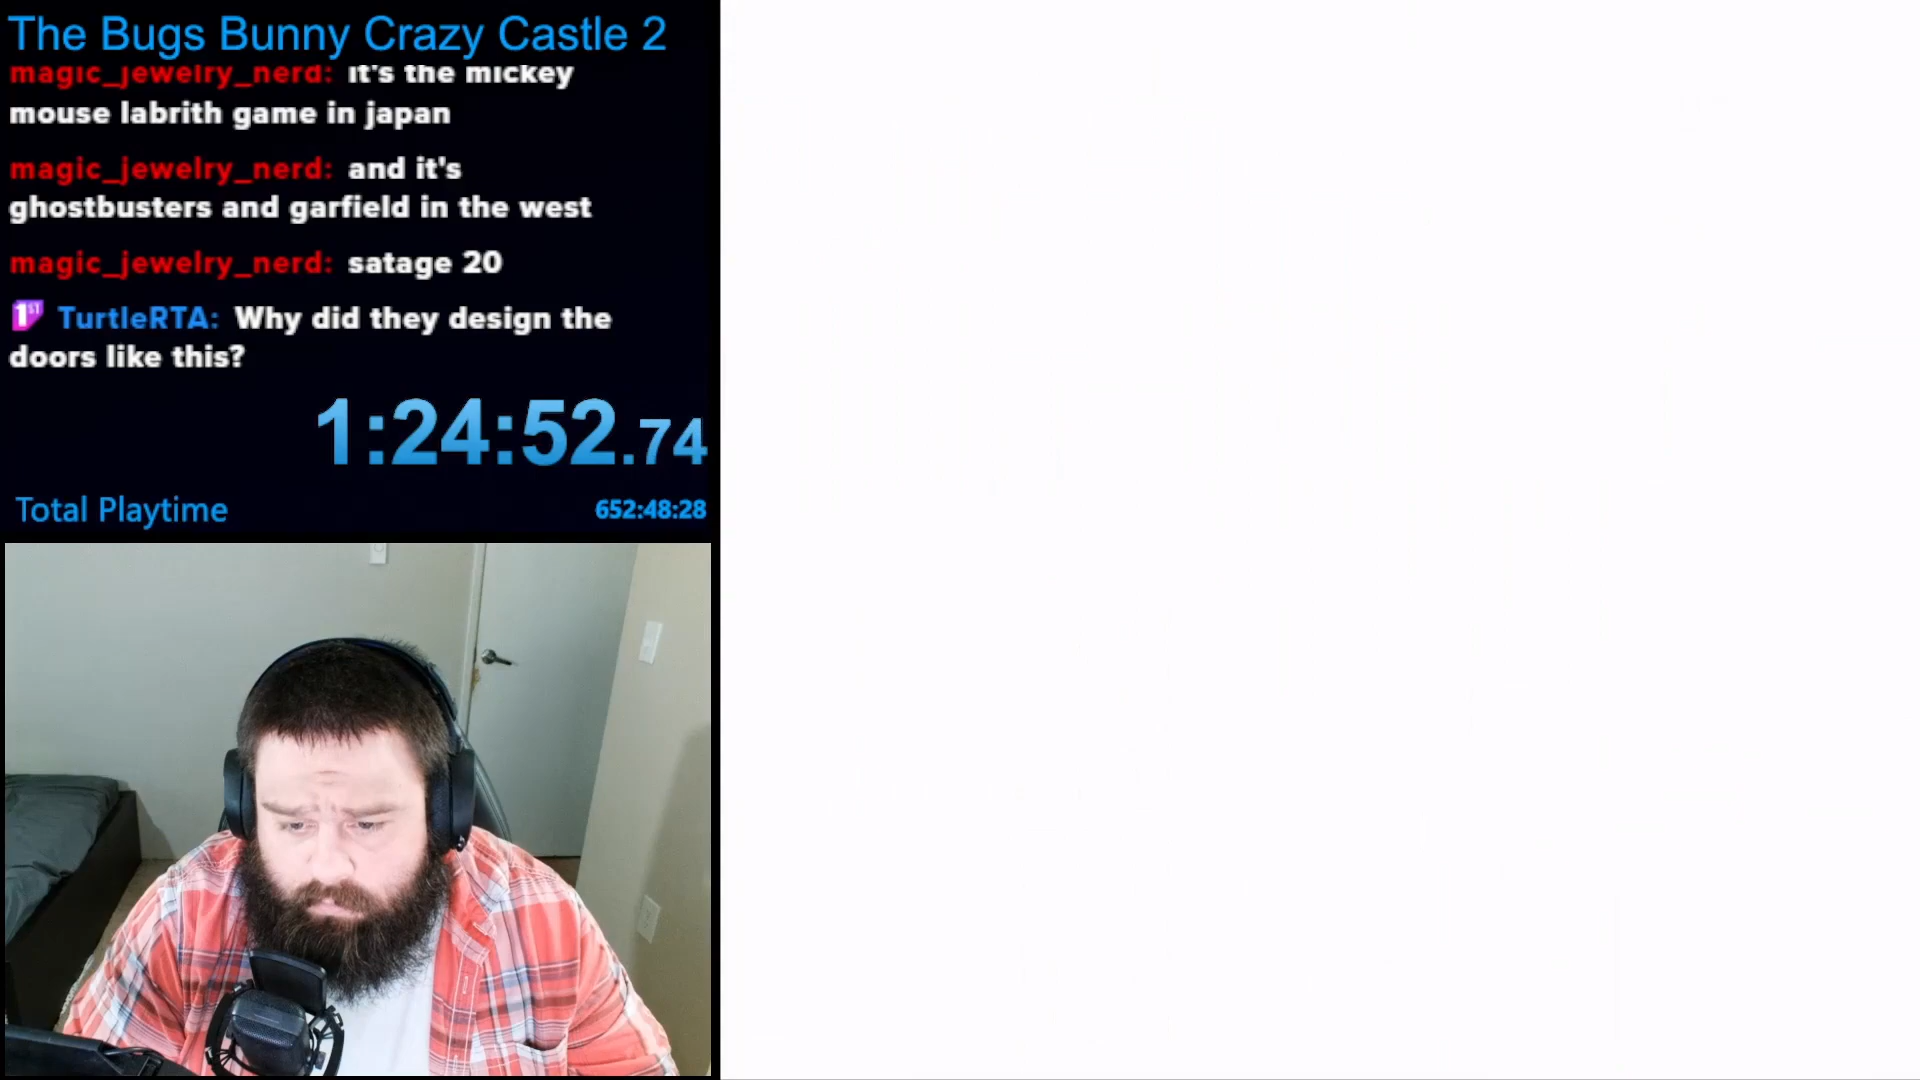 The Bugs Bunny Crazy Castle 2
magic_jewelry_nerd: it's the mickey
mouse labrith game in japan
magic_jewelry_nerd: and it's
ghostbusters and garfield in the west
magic_jewelry_nerd: satage 20
1ST TurtleRTA: Why did they design the
doors like this?
1:24:52.74
Total Playtime 652:48:28